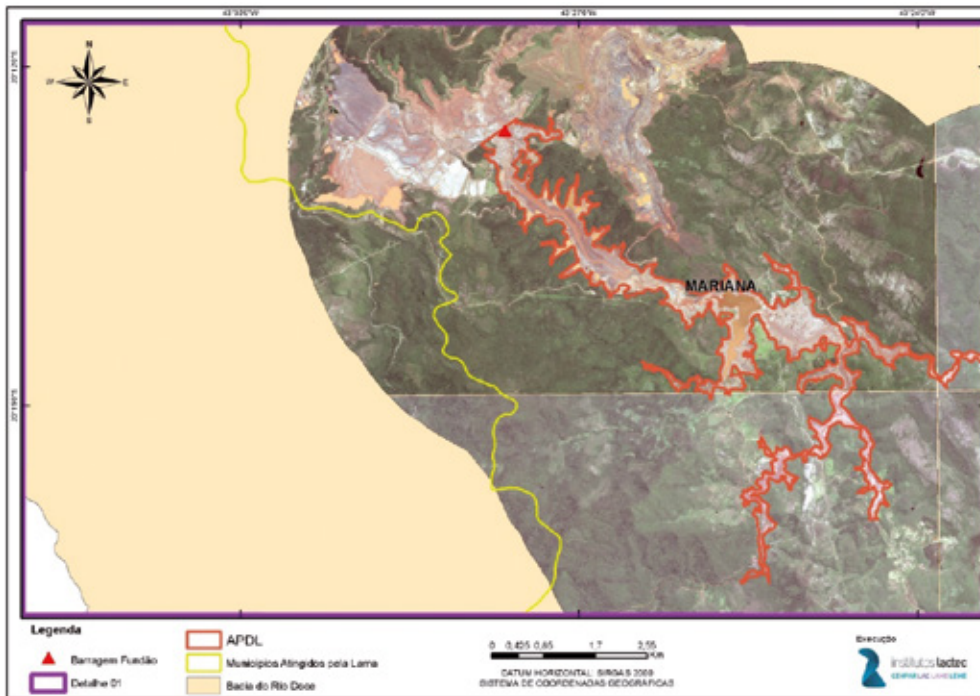 N
S
MARIANA
Legenda
Barragem Fundão
Detalhe 01
APDL
Municípios Atingidos pela Lama
Bacia do Rio Doce
0 0,425 0,85 1,7 2,55
Km
DATUM HORIZONTAL: SIRGAS 2000
SISTEMA DE COORDENADAS GEOGRÁFICAS
Execução
institutos lactec